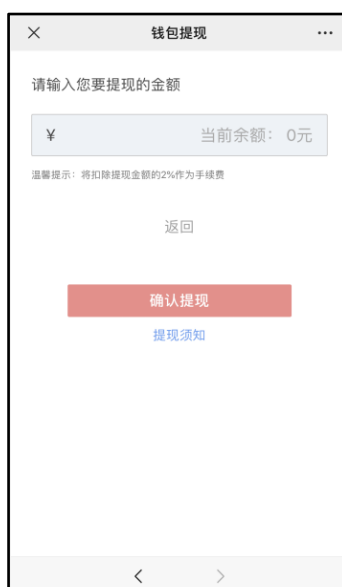 钱包提现
请输入您要提现的金额
¥ 当前余额：0元
温馨提示：将扣除提现金额的2%作为手续费
返回
确认提现
提现须知